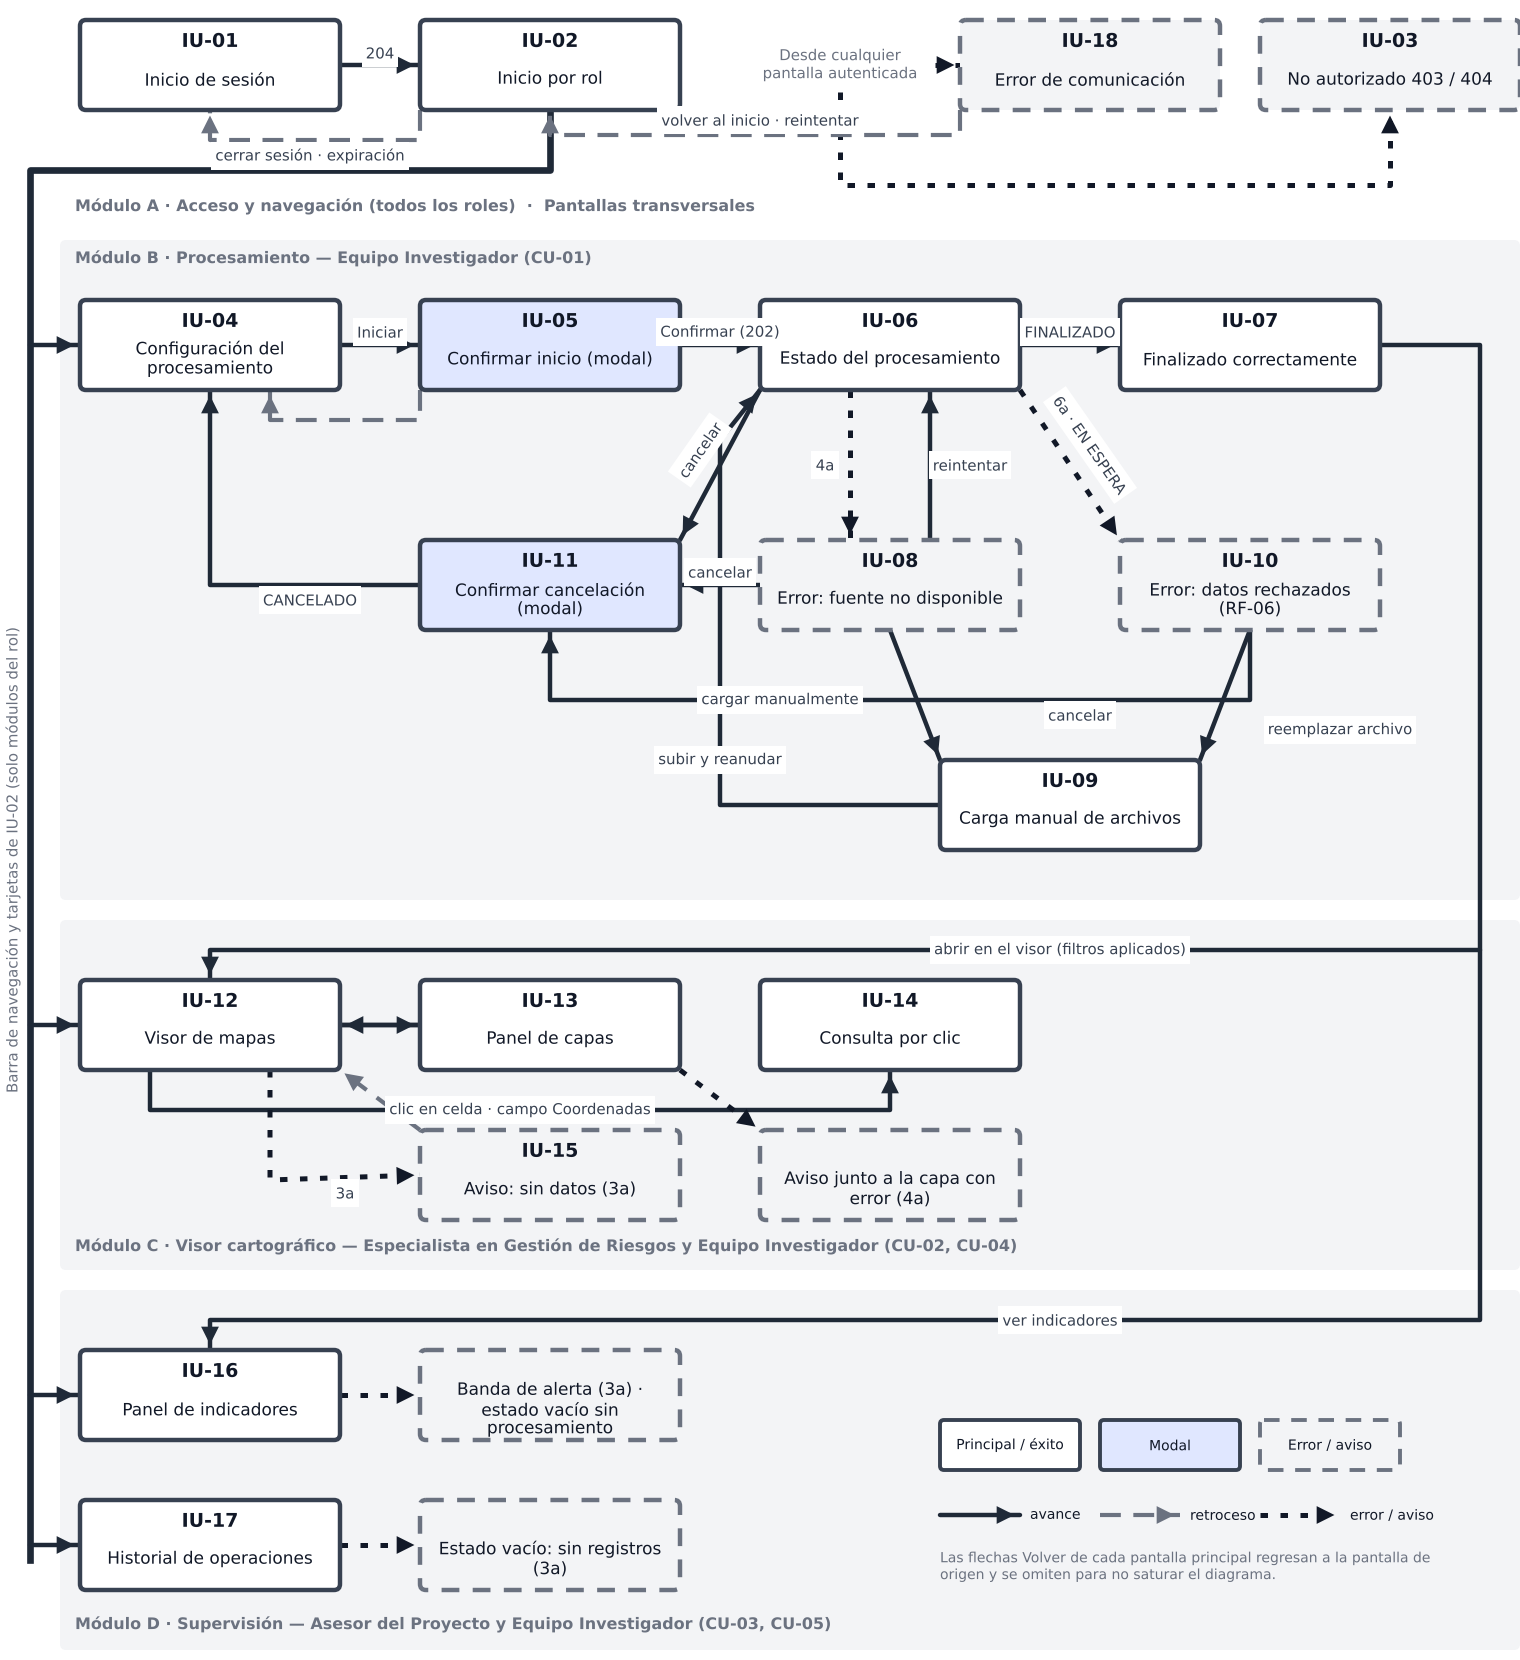 IU-01
Inicio de sesión
204
IU-02
Inicio por rol
Desde cualquier
pantalla autenticada
IU-18
Error de comunicación
IU-03
No autorizado 403 / 404
volver al inicio · reintentar
cerrar sesión · expiración
Módulo A · Acceso y navegación (todos los roles)  ·  Pantallas transversales
Barra de navegación y tarjetas de IU-02 (solo módulos del rol)
Módulo B · Procesamiento — Equipo Investigador (CU-01)
IU-04
Configuración del
procesamiento
Iniciar
IU-05
Confirmar inicio (modal)
Confirmar (202)
IU-06
Estado del procesamiento
FINALIZADO
IU-07
Finalizado correctamente
cancelar
4a
reintentar
6a · EN ESPERA
IU-11
Confirmar cancelación
(modal)
cancelar
IU-08
Error: fuente no disponible
IU-10
Error: datos rechazados
(RF-06)
CANCELADO
cargar manualmente
cancelar
reemplazar archivo
subir y reanudar
IU-09
Carga manual de archivos
abrir en el visor (filtros aplicados)
IU-12
Visor de mapas
IU-13
Panel de capas
IU-14
Consulta por clic
clic en celda · campo Coordenadas
3a
IU-15
Aviso: sin datos (3a)
Aviso junto a la capa con
error (4a)
Módulo C · Visor cartográfico — Especialista en Gestión de Riesgos y Equipo Investigador (CU-02, CU-04)
ver indicadores
IU-16
Panel de indicadores
Banda de alerta (3a) ·
estado vacío sin
procesamiento
Principal / éxito
Modal
Error / aviso
IU-17
Historial de operaciones
Estado vacío: sin registros
(3a)
avance
retroceso
error / aviso
Las flechas Volver de cada pantalla principal regresan a la pantalla de
origen y se omiten para no saturar el diagrama.
Módulo D · Supervisión — Asesor del Proyecto y Equipo Investigador (CU-03, CU-05)